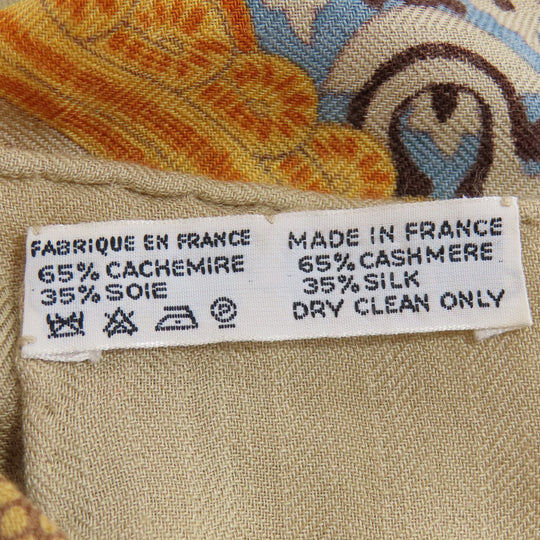 FABRIQUE EN FRANCE
65% CACHEMIRE
35% SOIE
P
MADE IN FRANCE
65% CASHMERE
35% SILK
DRY CLEAN ONLY